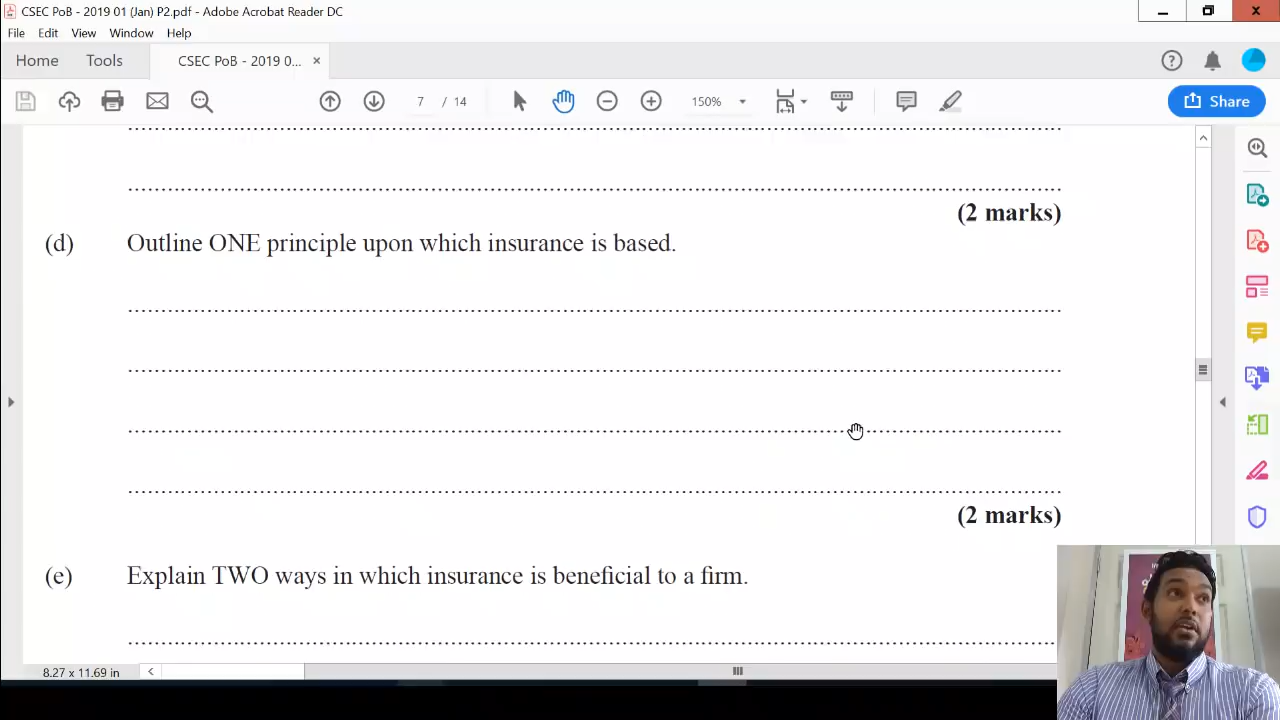 CSEC PoB - 2019 01 (Jan) P2.pdf - Adobe Acrobat Reader DC
File Edit View Window Help
Home Tools CSEC PoB - 2019 0... ×
7 / 14 150% Share
(2 marks)
(d) Outline ONE principle upon which insurance is based.
(2 marks)
(e) Explain TWO ways in which insurance is beneficial to a firm.
8.27 x 11.69 in